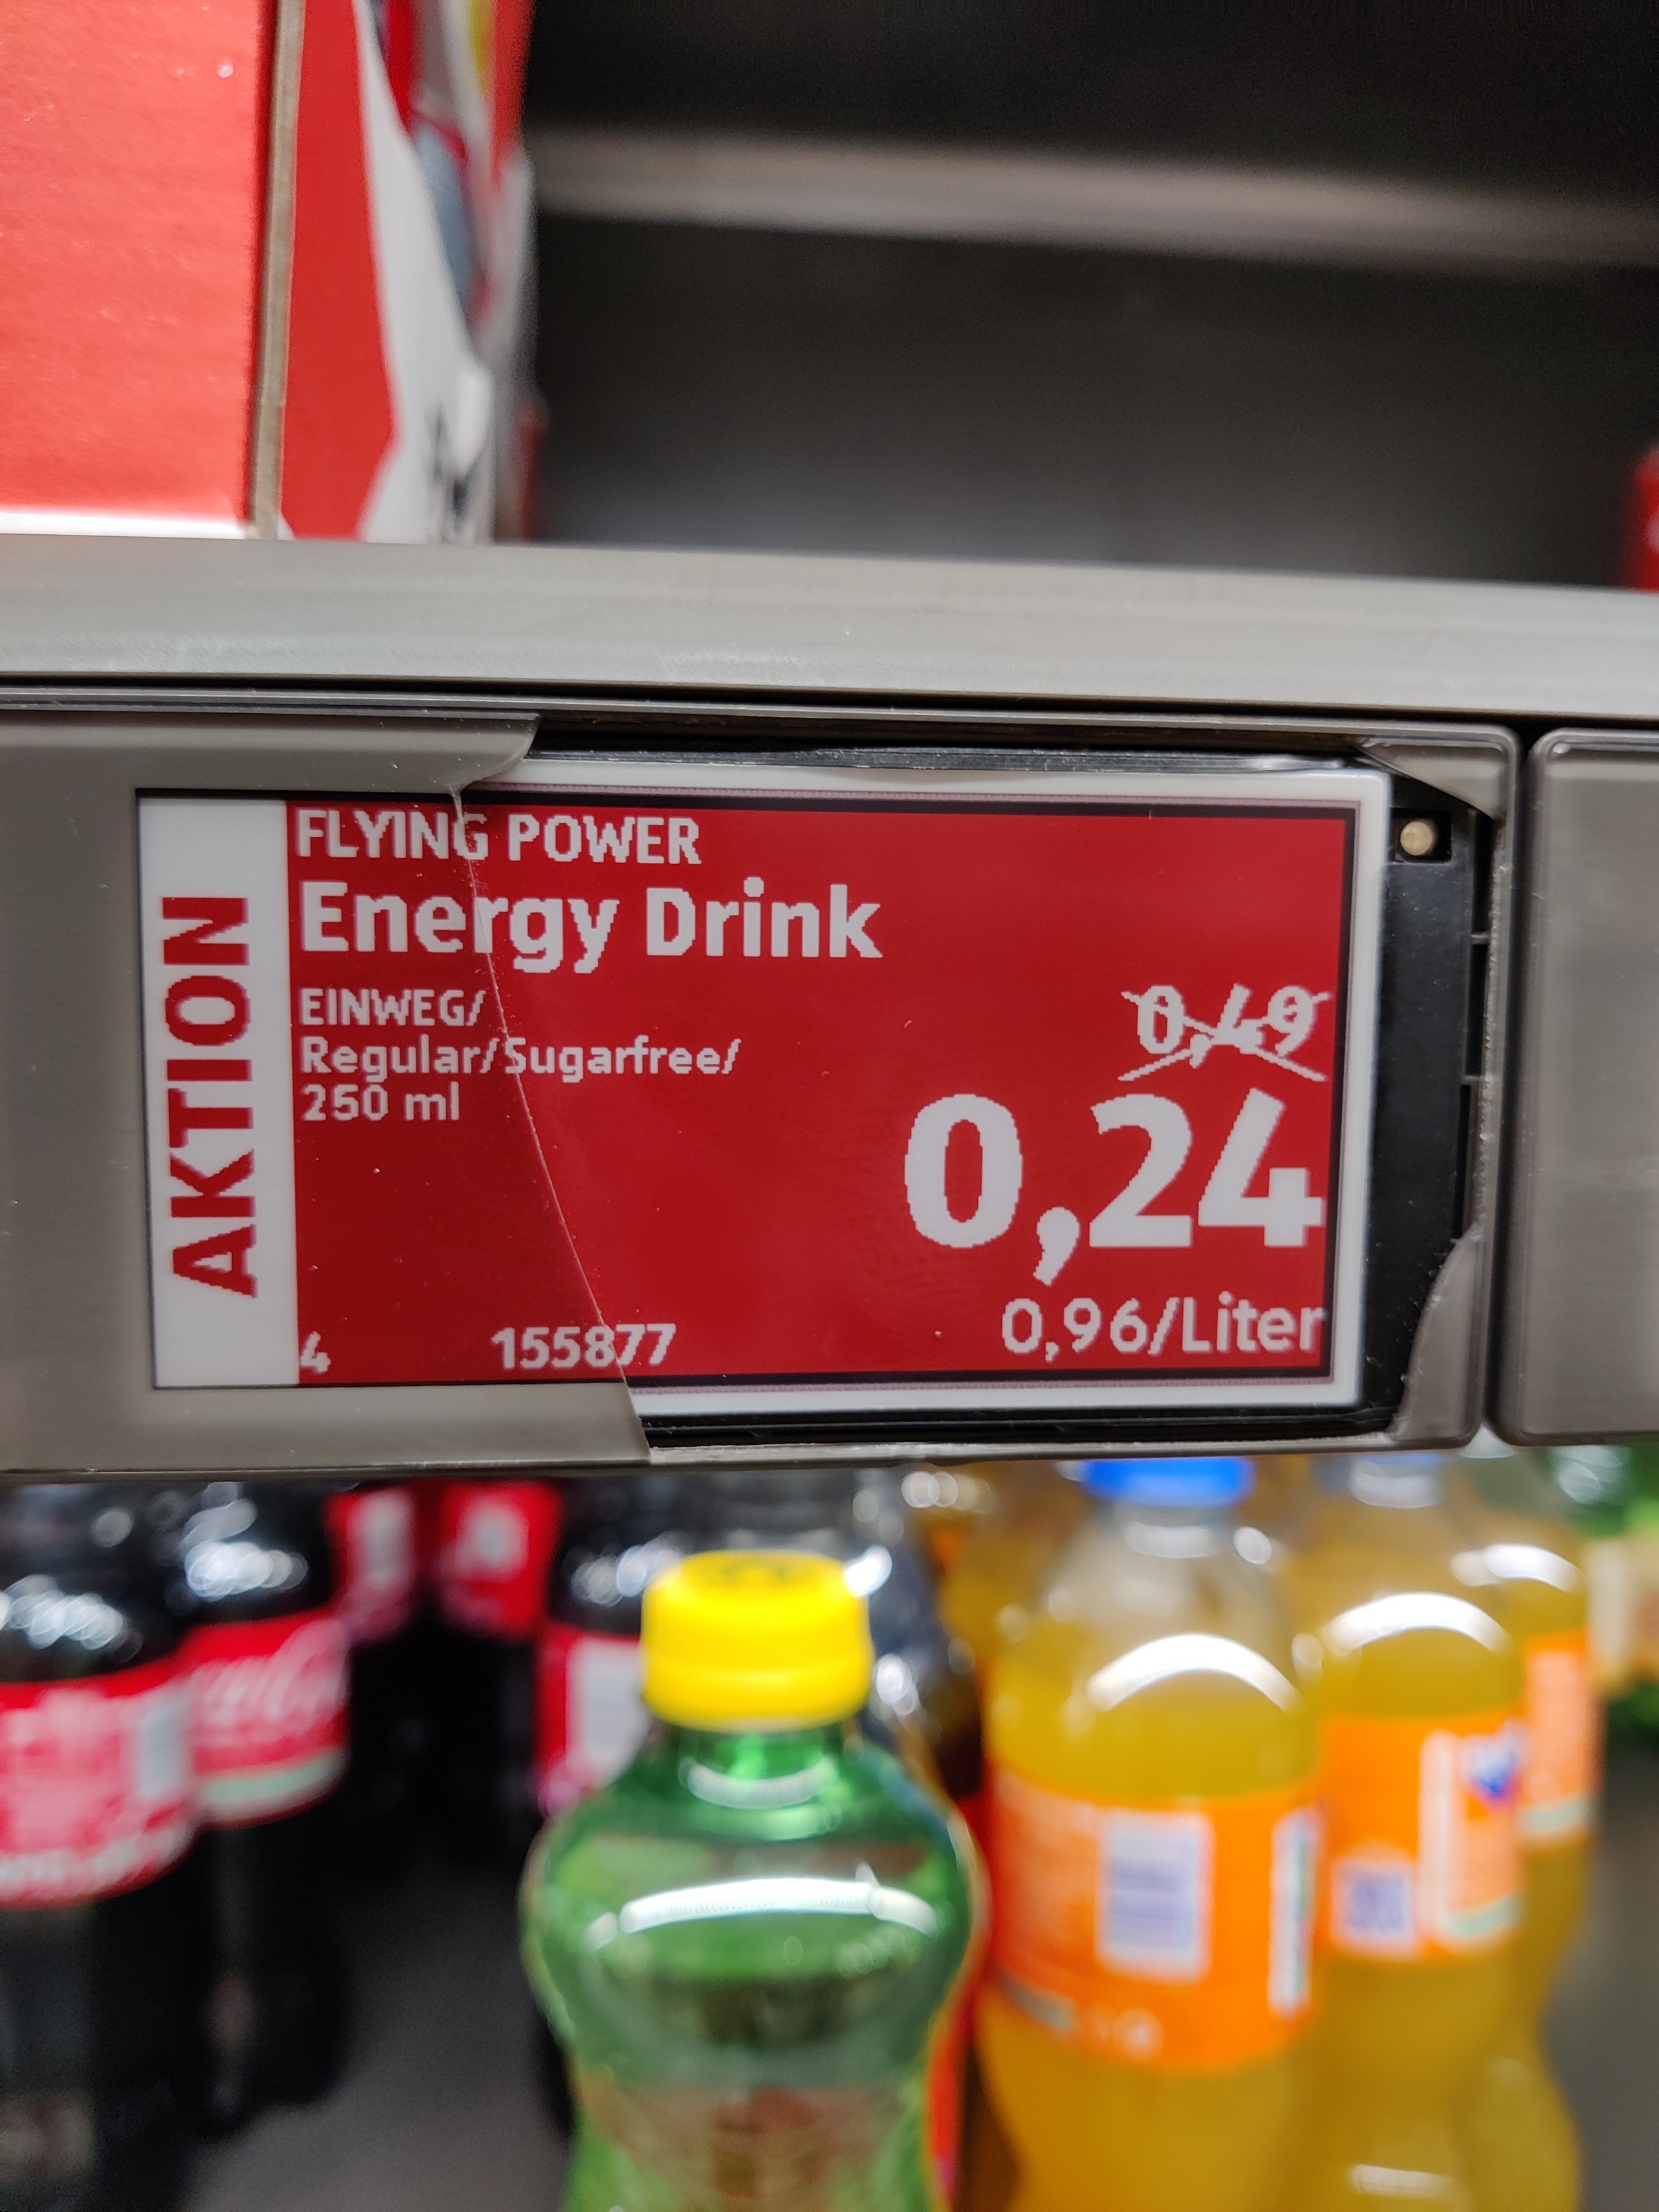 AKTION
FLYING POWER
Energy Drink
EINWEG/
Regular/Sugarfree/
250 ml
0,49
0,24
0,96/Liter
4 155877